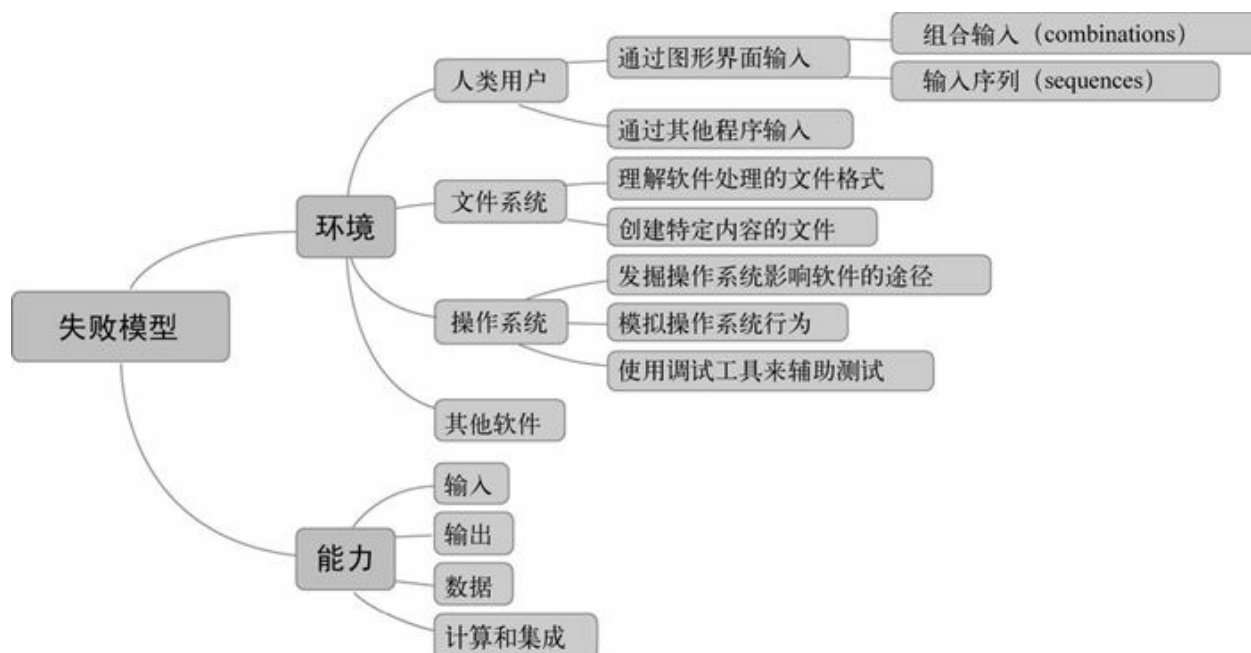 失败模型
环境
人类用户
通过图形界面输入
组合输入（combinations）
输入序列（sequences）
通过其他程序输入
文件系统
理解软件处理的文件格式
创建特定内容的文件
操作系统
发掘操作系统影响软件的途径
模拟操作系统行为
使用调试工具来辅助测试
其他软件
能力
输入
输出
数据
计算和集成